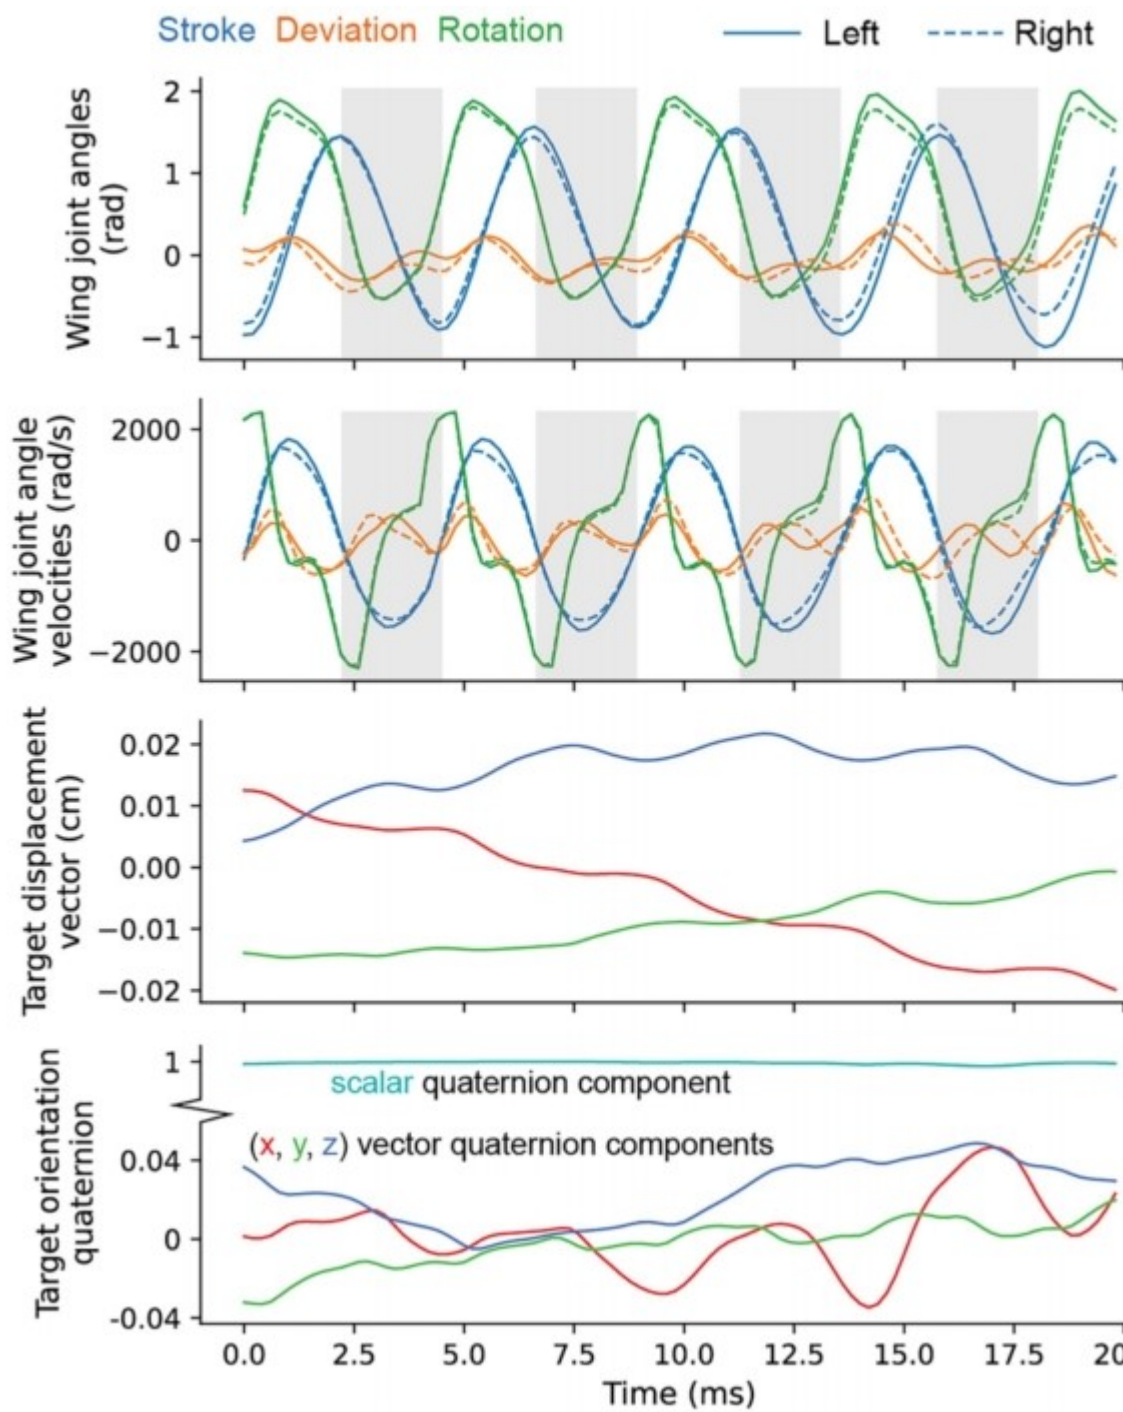 Stroke Deviation Rotation Left Right
Wing joint angles
(rad)
2
1
0
−1
Wing joint angle
velocities (rad/s)
2000
0
−2000
Target displacement
vector (cm)
0.02
0.01
0.00
−0.01
−0.02
Target orientation
quaternion
1
scalar quaternion component
(x, y, z) vector quaternion components
0.04
0
-0.04
0.0 2.5 5.0 7.5 10.0 12.5 15.0 17.5 20
Time (ms)